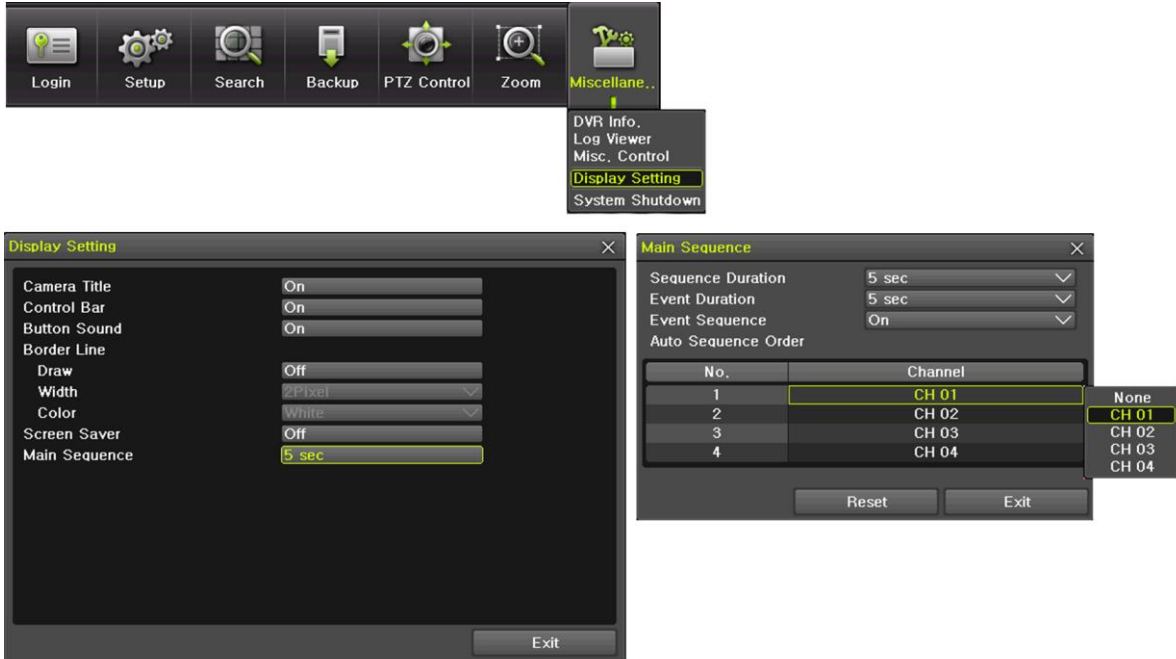 Login Setup Search Backup PTZ Control Zoom Miscellane..
DVR Info.
Log Viewer
Misc. Control
Display Setting
System Shutdown
Display Setting
Camera Title On
Control Bar On
Button Sound On
Border Line
Draw Off
Width 2Pixel
Color White
Screen Saver Off
Main Sequence 5 sec
Exit
Main Sequence
Sequence Duration 5 sec
Event Duration 5 sec
Event Sequence On
Auto Sequence Order
No. Channel
1 CH 01
2 CH 02
3 CH 03
4 CH 04
Reset Exit
None
CH 01
CH 02
CH 03
CH 04